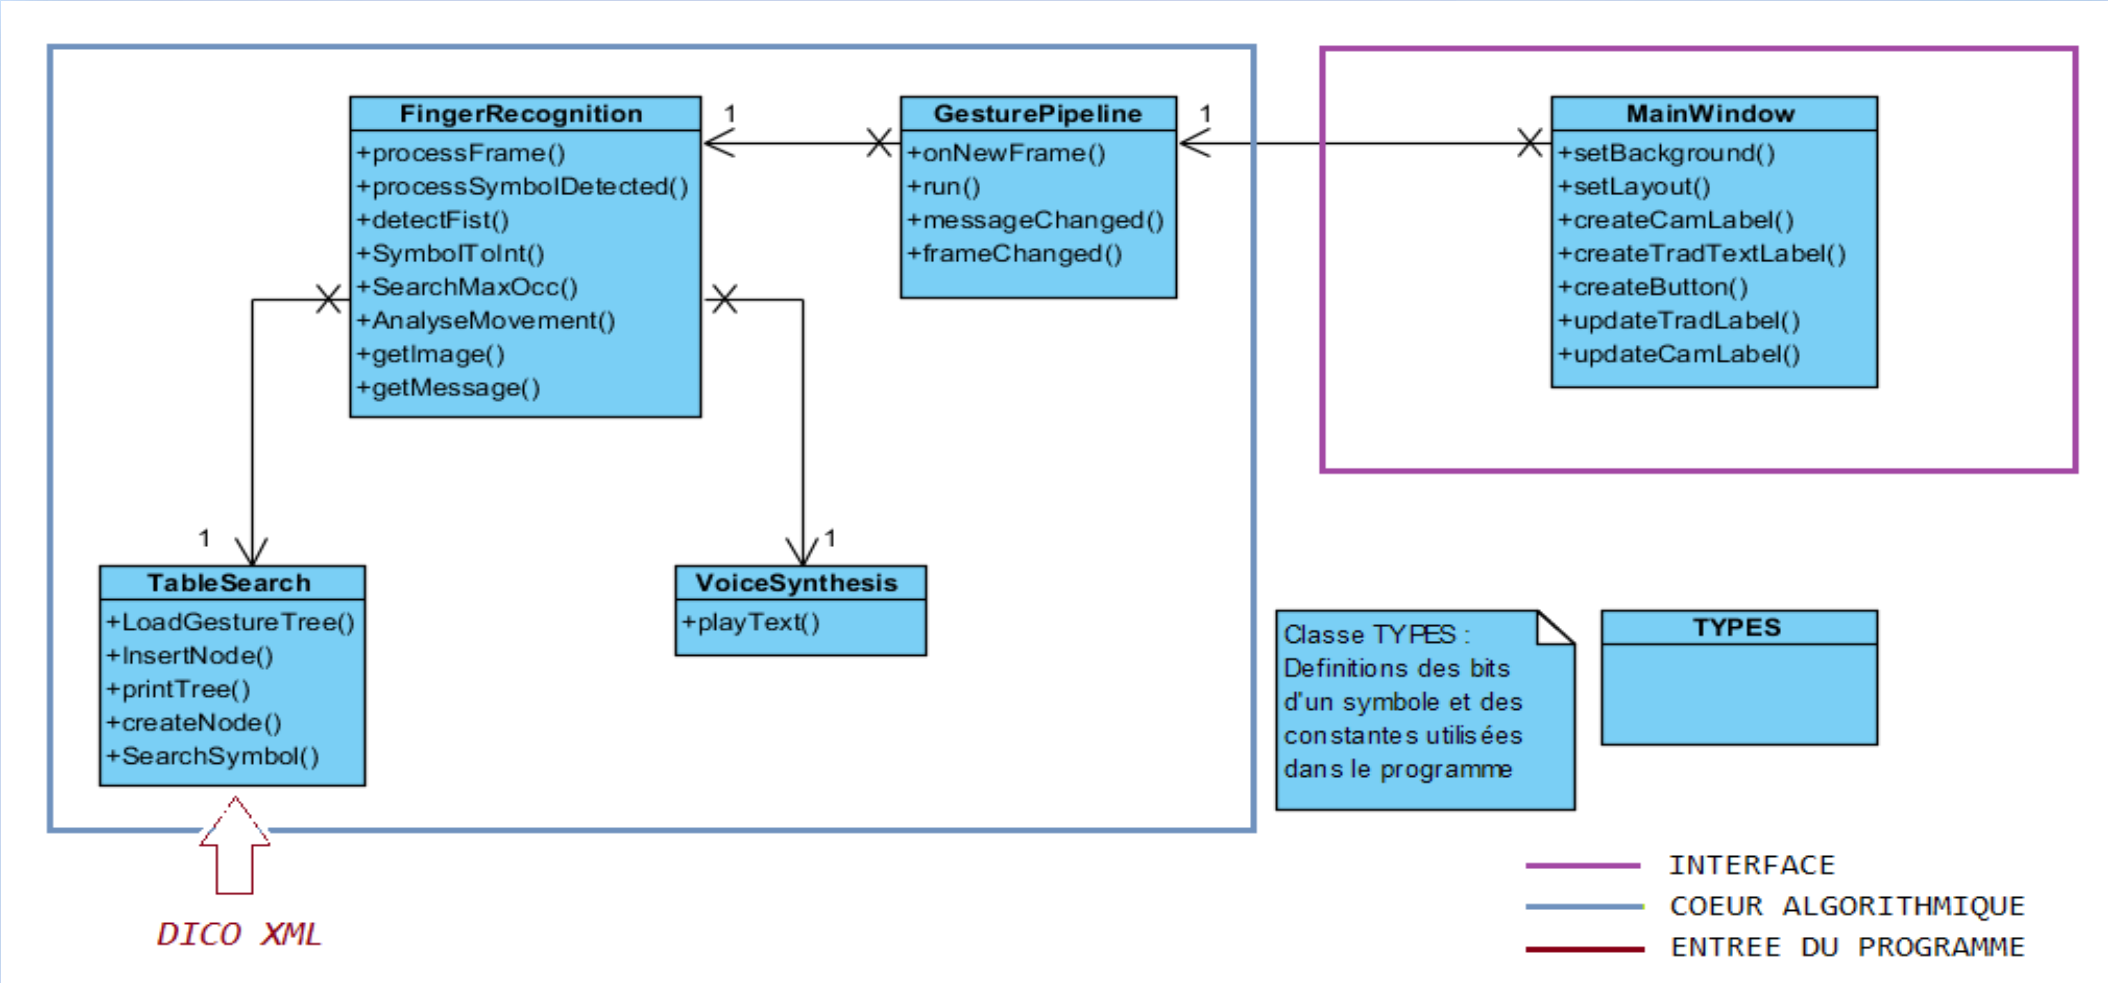 FingerRecognition
+processFrame()
+processSymbolDetected()
+detectFist()
+SymbolToInt()
+SearchMaxOcc()
+AnalyseMovement()
+getImage()
+getMessage()
1
GesturePipeline
+onNewFrame()
+run()
+messageChanged()
+frameChanged()
1
MainWindow
+setBackground()
+setLayout()
+createCamLabel()
+createTradTextLabel()
+createButton()
+updateTradLabel()
+updateCamLabel()
1
TableSearch
+LoadGestureTree()
+InsertNode()
+printTree()
+createNode()
+SearchSymbol()
1
VoiceSynthesis
+playText()
Classe TYPES :
Definitions des bits
d'un symbole et des
constantes utilisées
dans le programme
TYPES
DICO XML
INTERFACE
COEUR ALGORITHMIQUE
ENTREE DU PROGRAMME